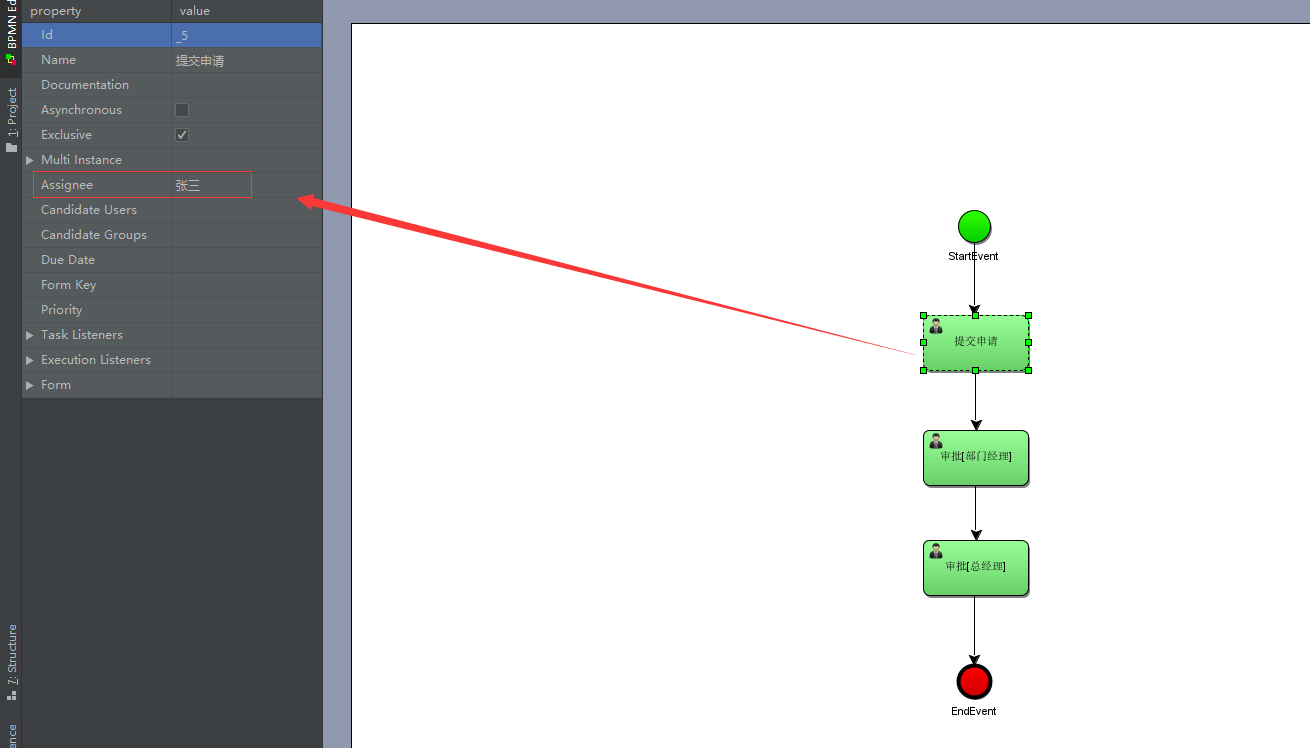 property value
Id _5
Name 提交申请
Documentation
Asynchronous
Exclusive
Multi Instance
Assignee 张三
Candidate Users
Candidate Groups
Due Date
Form Key
Priority
Task Listeners
Execution Listeners
Form
BPMN Ed
1: Project
7: Structure
ence
StartEvent
提交申请
审批[部门经理]
审批[总经理]
EndEvent